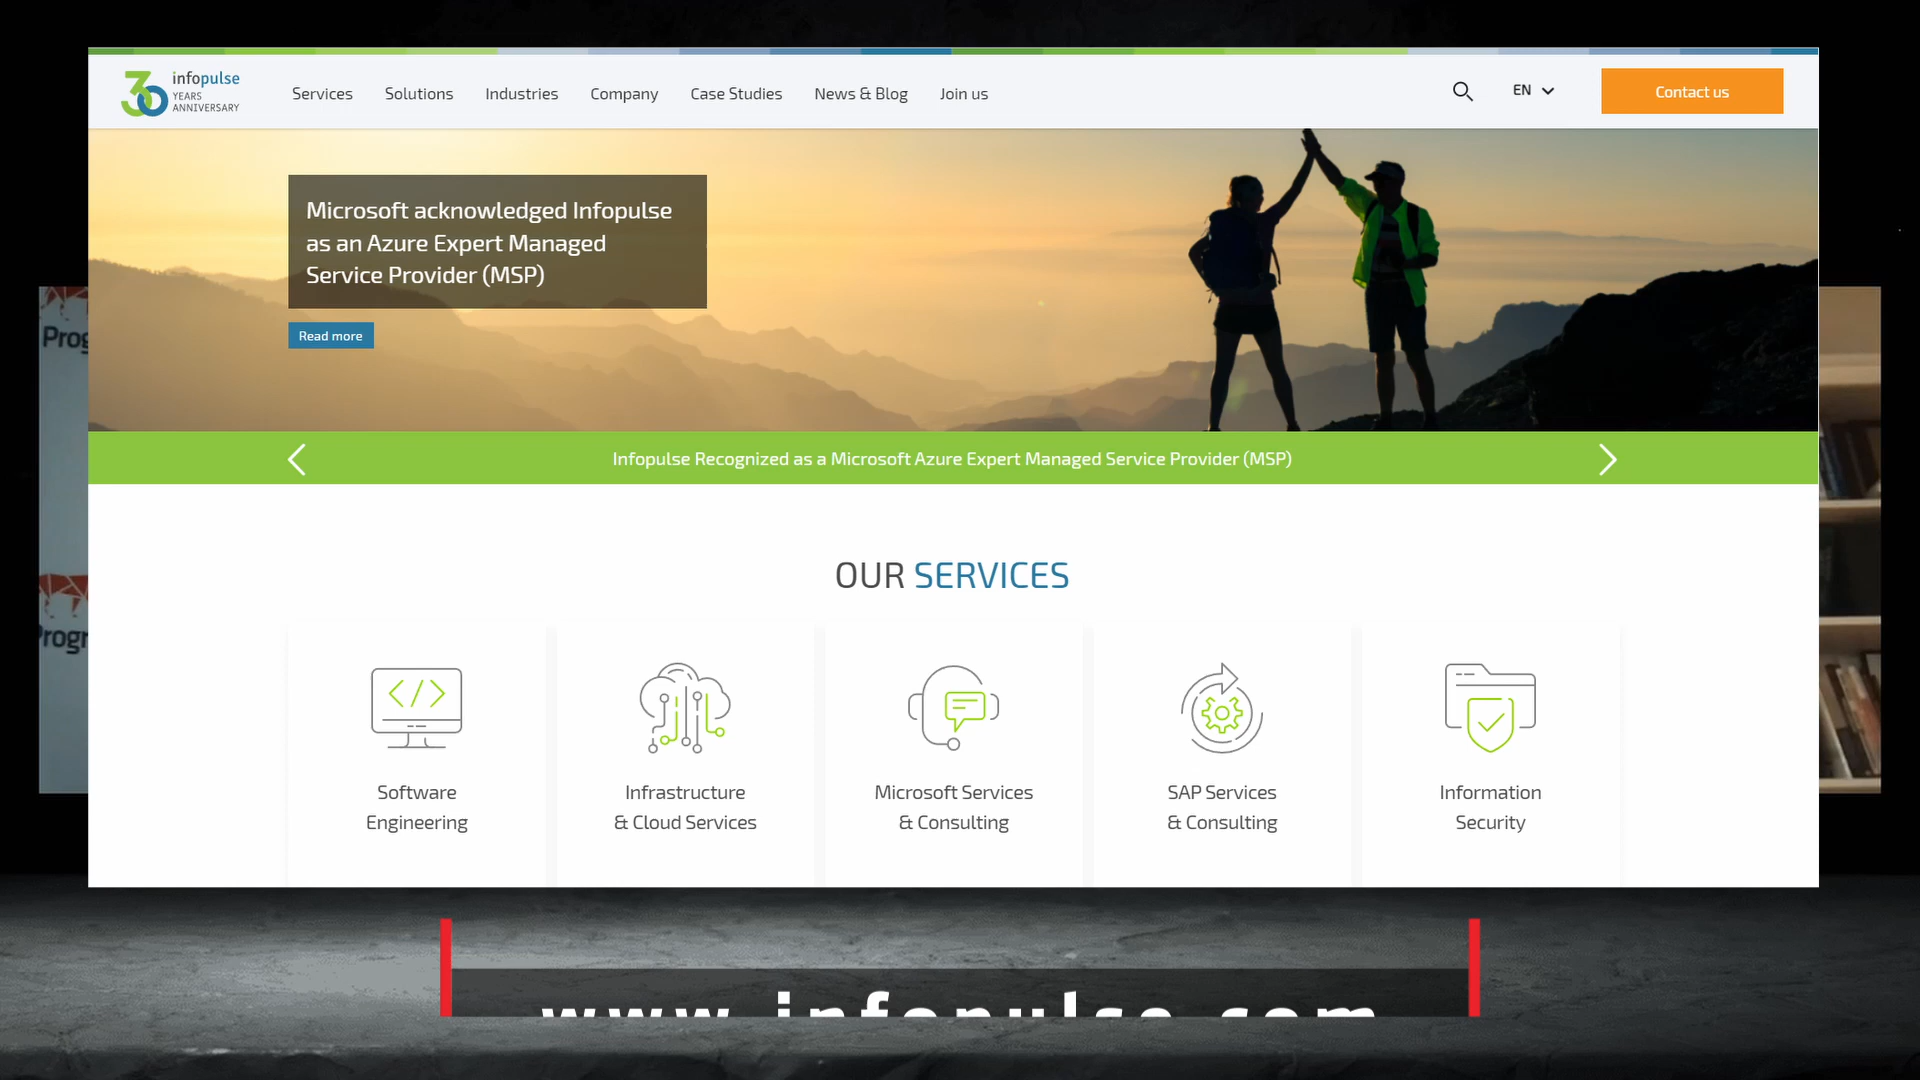 infopulse
30 YEARS
ANNIVERSARY
Services Solutions Industries Company Case Studies News & Blog Join us
EN
Contact us
Microsoft acknowledged Infopulse
as an Azure Expert Managed
Service Provider (MSP)
Read more
Infopulse Recognized as a Microsoft Azure Expert Managed Service Provider (MSP)
OUR SERVICES
Software
Engineering
Infrastructure
& Cloud Services
Microsoft Services
& Consulting
SAP Services
& Consulting
Information
Security
www.infopulse.com